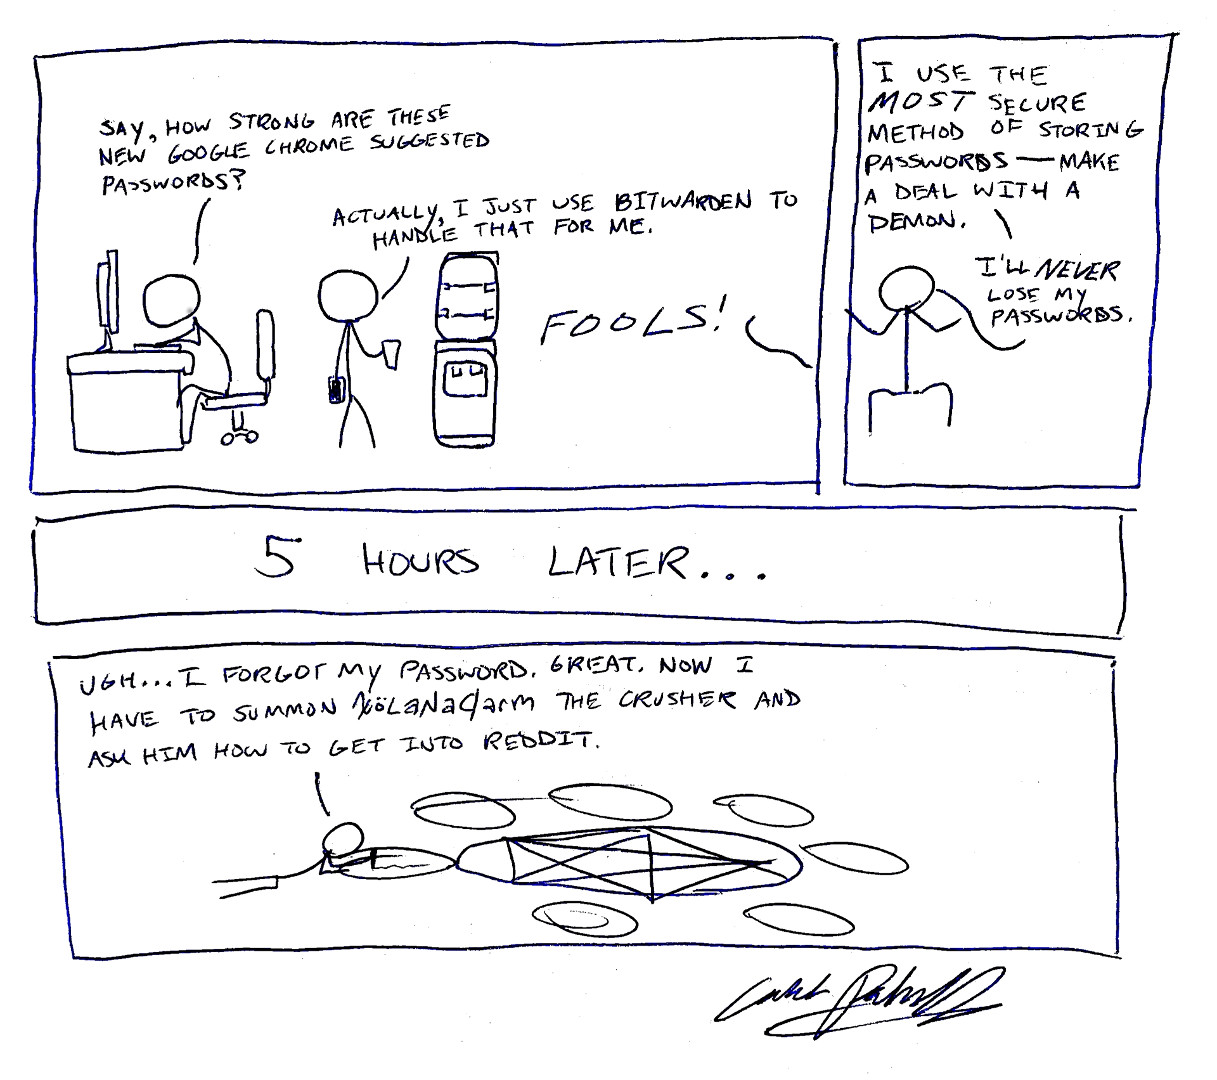 SAY, HOW STRONG ARE THESE
NEW GOOGLE CHROME SUGGESTED
PASSWORDS?
ACTUALLY, I JUST USE BITWARDEN TO
HANDLE THAT FOR ME.
FOOLS!
I USE THE
MOST SECURE
METHOD OF STORING
PASSWORDS — MAKE
A DEAL WITH A
DEMON.
I'LL NEVER
LOSE MY
PASSWORDS.
5 HOURS LATER...
UGH... I FORGOT MY PASSWORD. GREAT. NOW I
HAVE TO SUMMON THE CRUSHER AND
ASK HIM HOW TO GET INTO REDDIT.